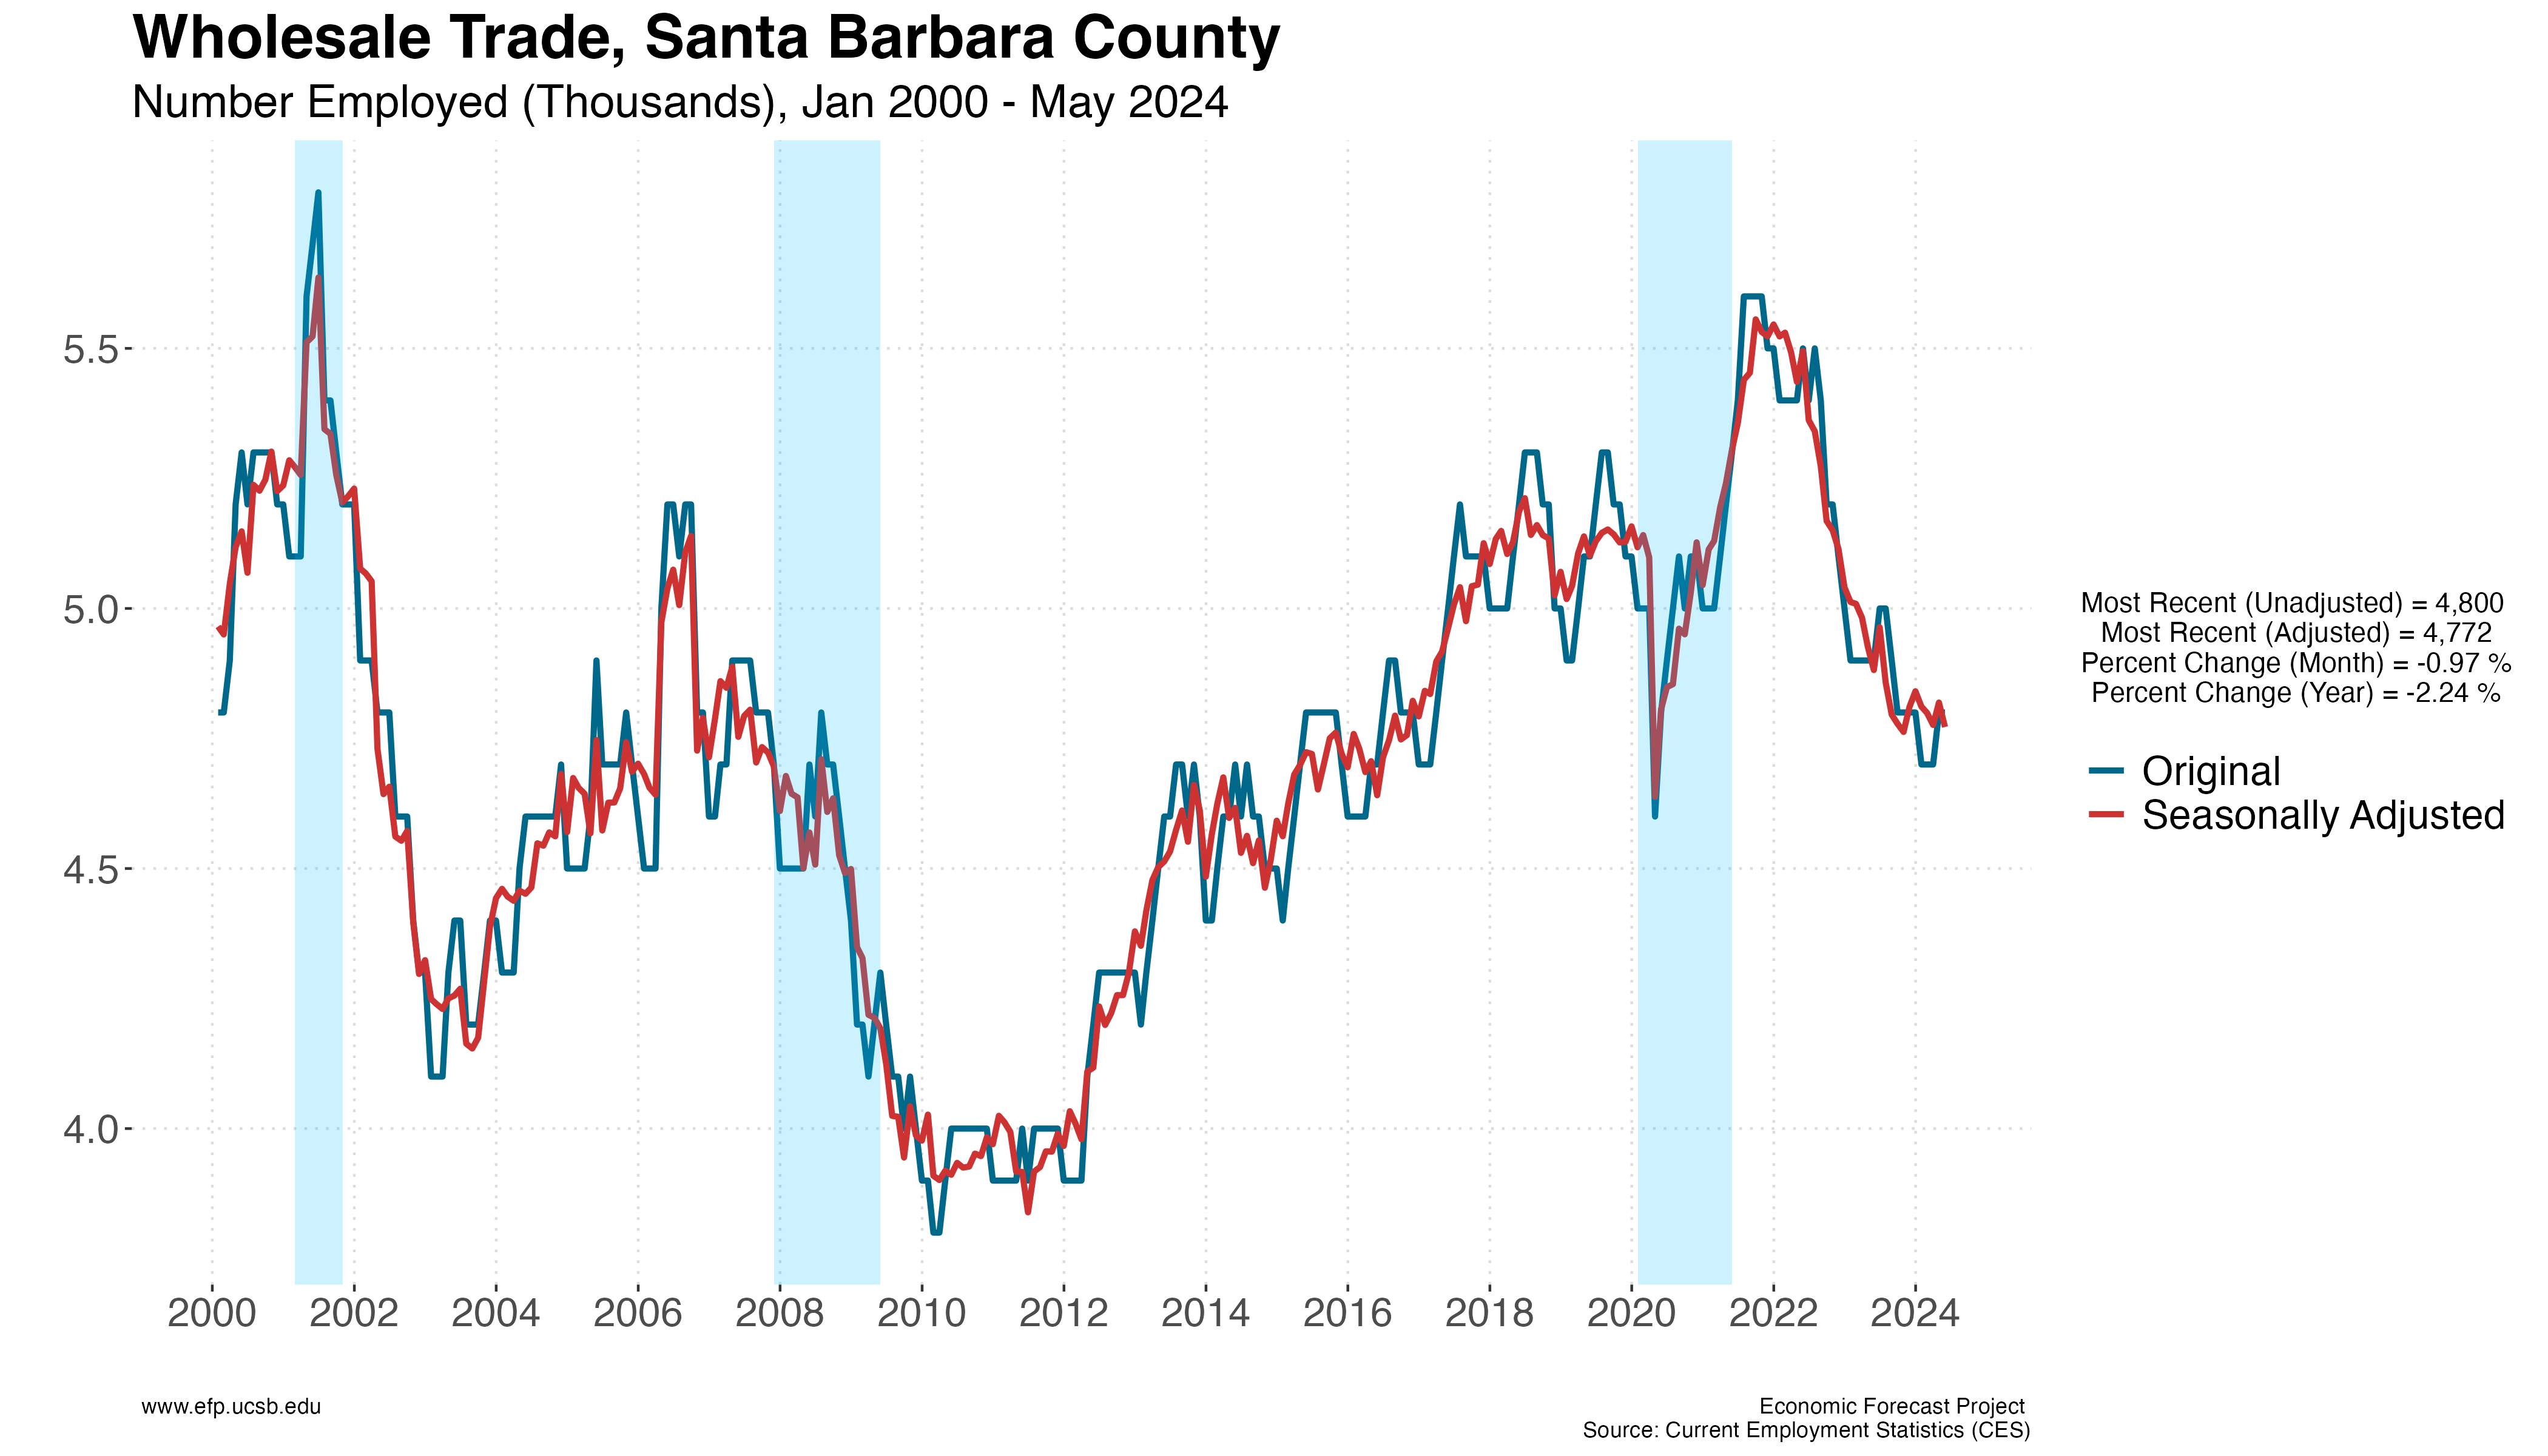 Wholesale Trade, Santa Barbara County
Number Employed (Thousands), Jan 2000 - May 2024
5.5
5.0
4.5
4.0
2000 2002 2004 2006 2008 2010 2012 2014 2016 2018 2020 2022 2024
Most Recent (Unadjusted) = 4,800
Most Recent (Adjusted) = 4,772
Percent Change (Month) = -0.97 %
Percent Change (Year) = -2.24 %
Original
Seasonally Adjusted
www.efp.ucsb.edu
Economic Forecast Project
Source: Current Employment Statistics (CES)